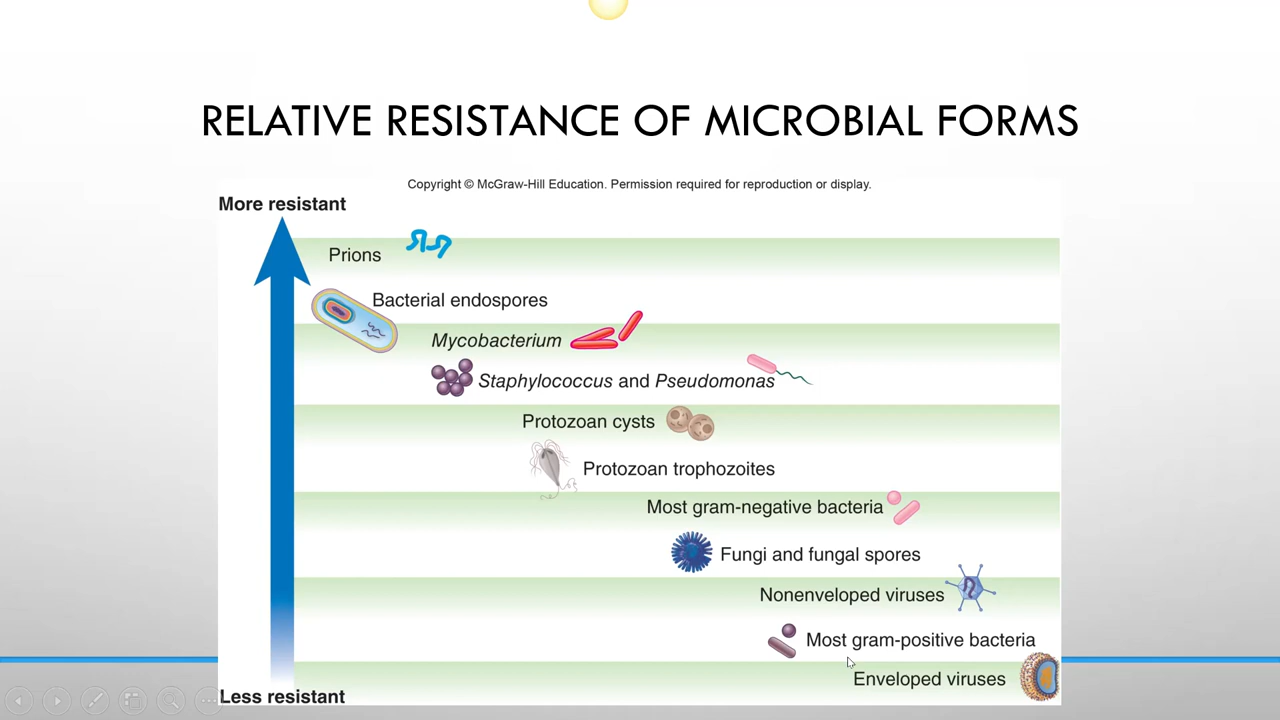 RELATIVE RESISTANCE OF MICROBIAL FORMS
Copyright © McGraw-Hill Education. Permission required for reproduction or display.
More resistant
Prions
Bacterial endospores
Mycobacterium
Staphylococcus and Pseudomonas
Protozoan cysts
Protozoan trophozoites
Most gram-negative bacteria
Fungi and fungal spores
Nonenveloped viruses
Most gram-positive bacteria
Enveloped viruses
Less resistant